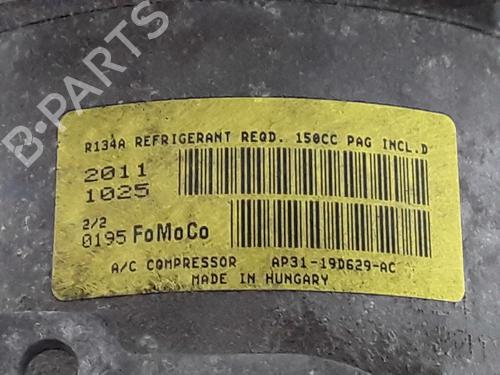 B-PARTS
R134A REFRIGERANT REQD. 150CC PAG INCL.D
2011
1025
2/2
0195 FoMoCo
A/C COMPRESSOR AP31-19D629-AC
MADE IN HUNGARY